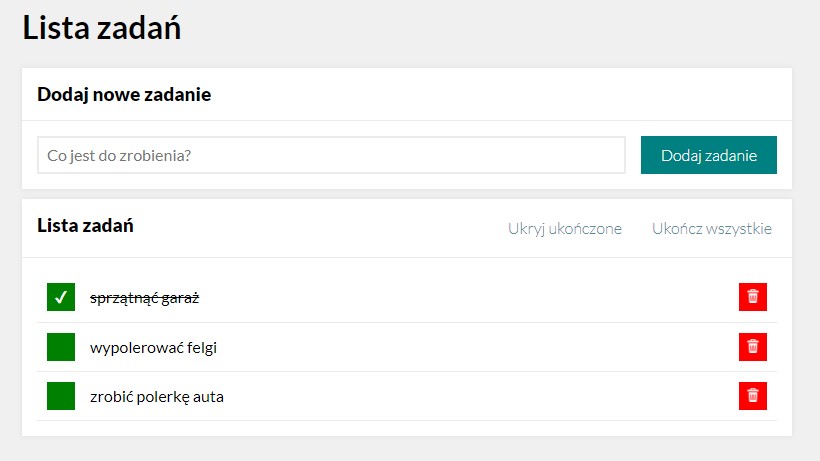 Lista zadań
Dodaj nowe zadanie
Co jest do zrobienia?
Dodaj zadanie
Lista zadań
Ukryj ukończone
Ukończ wszystkie
sprzątnąć garaż
wypolerować felgi
zrobić polerkę auta